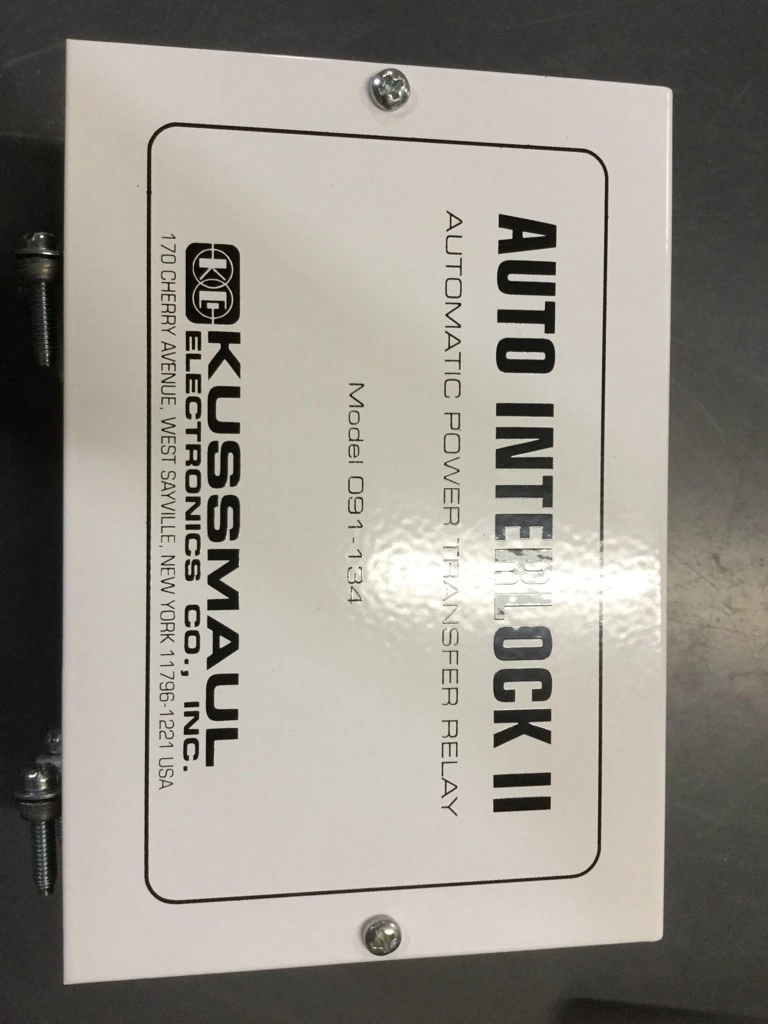 AUTO INTERLOCK II
AUTOMATIC POWER TRANSFER RELAY
Model 091-134
KUSSMAUL
ELECTRONICS CO., INC.
170 CHERRY AVENUE, WEST SAYVILLE, NEW YORK 11796-1221 USA